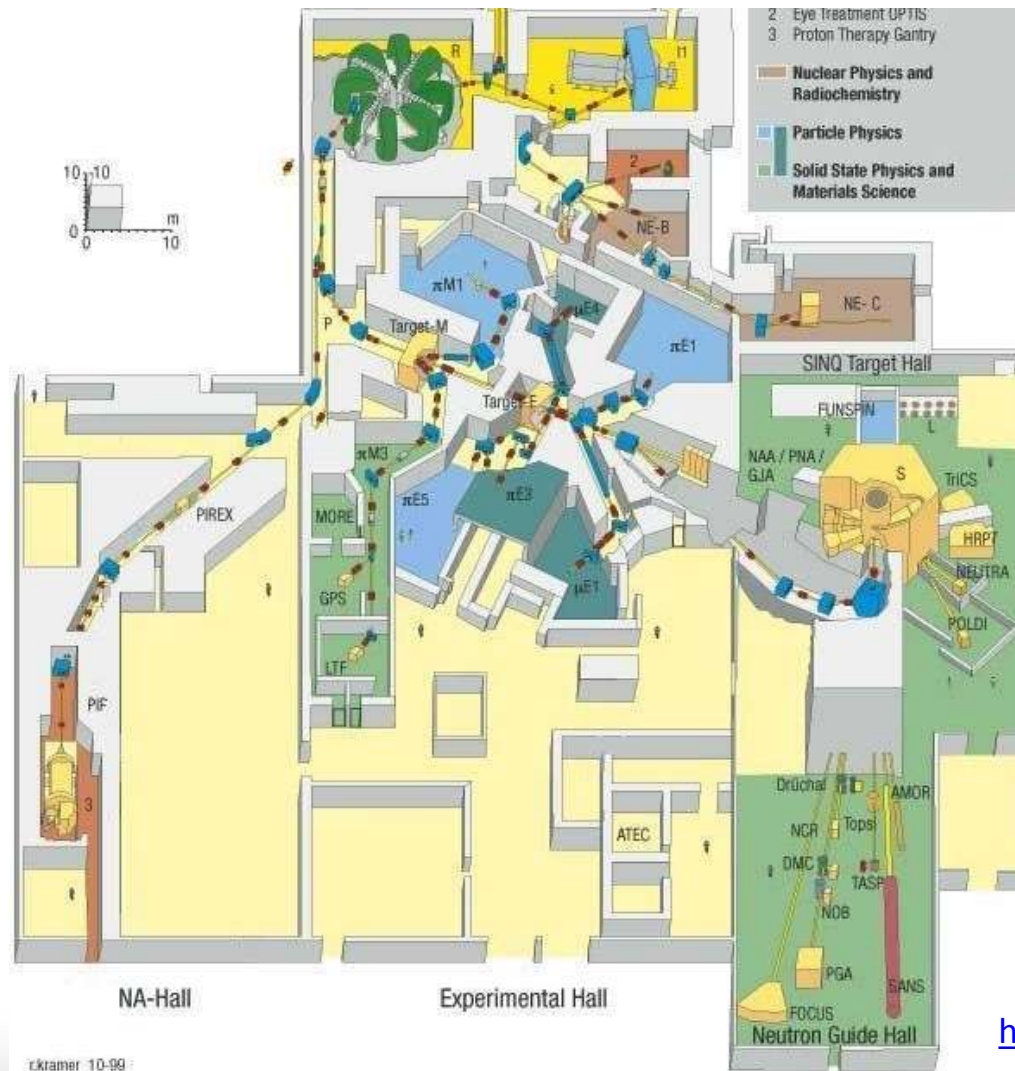 2 Eye Treatment OPTIS
3 Proton Therapy Gantry
Nuclear Physics and
Radiochemistry
Particle Physics
Solid State Physics and
Materials Science
R
I1
2
10
10
0
m
0
10
NE-B
πM1
μE4
P
Target-M
πE1
NE- C
SINQ Target Hall
Target-E
FUNSPIN
L
πM3
NAA / PNA /
GJA
S
TriCS
πE5
πE3
PIREX
MORE
HRPT
NEUTRA
GPS
μE1
POLDI
LTF
PIF
3
Drüchal
AMOR
NCR
Tops
ATEC
DMC
TASP
NOB
PGA
SANS
FOCUS
NA-Hall
Experimental Hall
Neutron Guide Hall
r.kramer 10-99
h